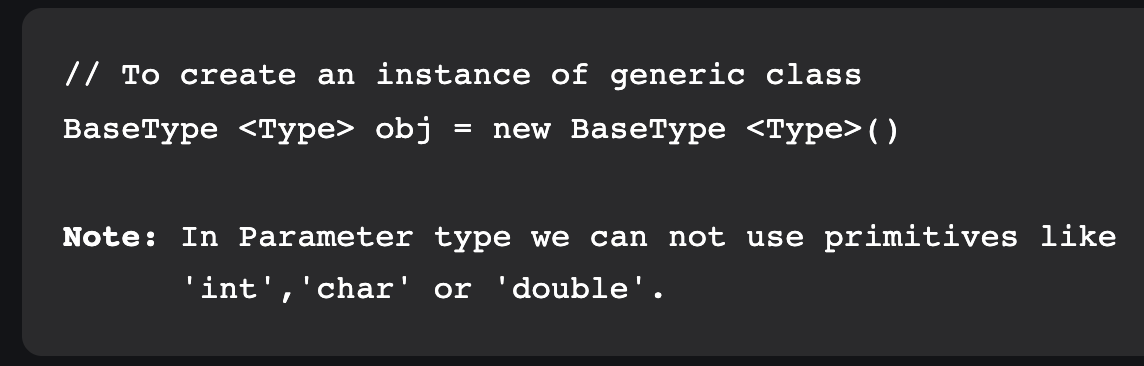 // To create an instance of generic class
BaseType <Type> obj = new BaseType <Type>()
Note: In Parameter type we can not use primitives like
'int','char' or 'double'.